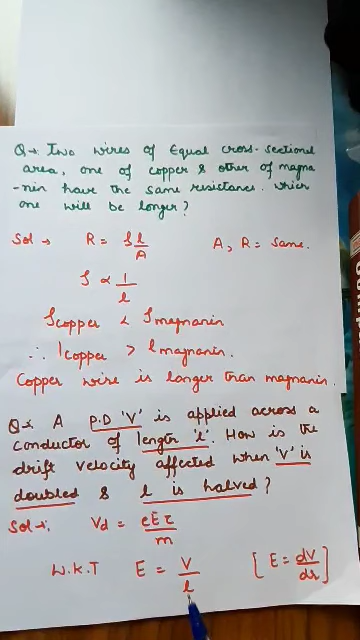 Q→ Two wires of Equal cross-sectional
area, one of copper & other of magna
-nin have the same resistance. which
one will be longer?
Sol → R = ρl/A A, R = same.
ρ ∝ 1/l
ρcopper < ρmagnanin
∴ lcopper > lmagnanin.
Copper wire is longer than magnanin.
Q→ A P.D 'V' is applied across a
conductor of length 'l'. How is the
drift velocity affected when 'V' is
doubled & l is halved?
Sol→: Vd = eEτ/m
W.K.T E = V/l [E = dV/dr]